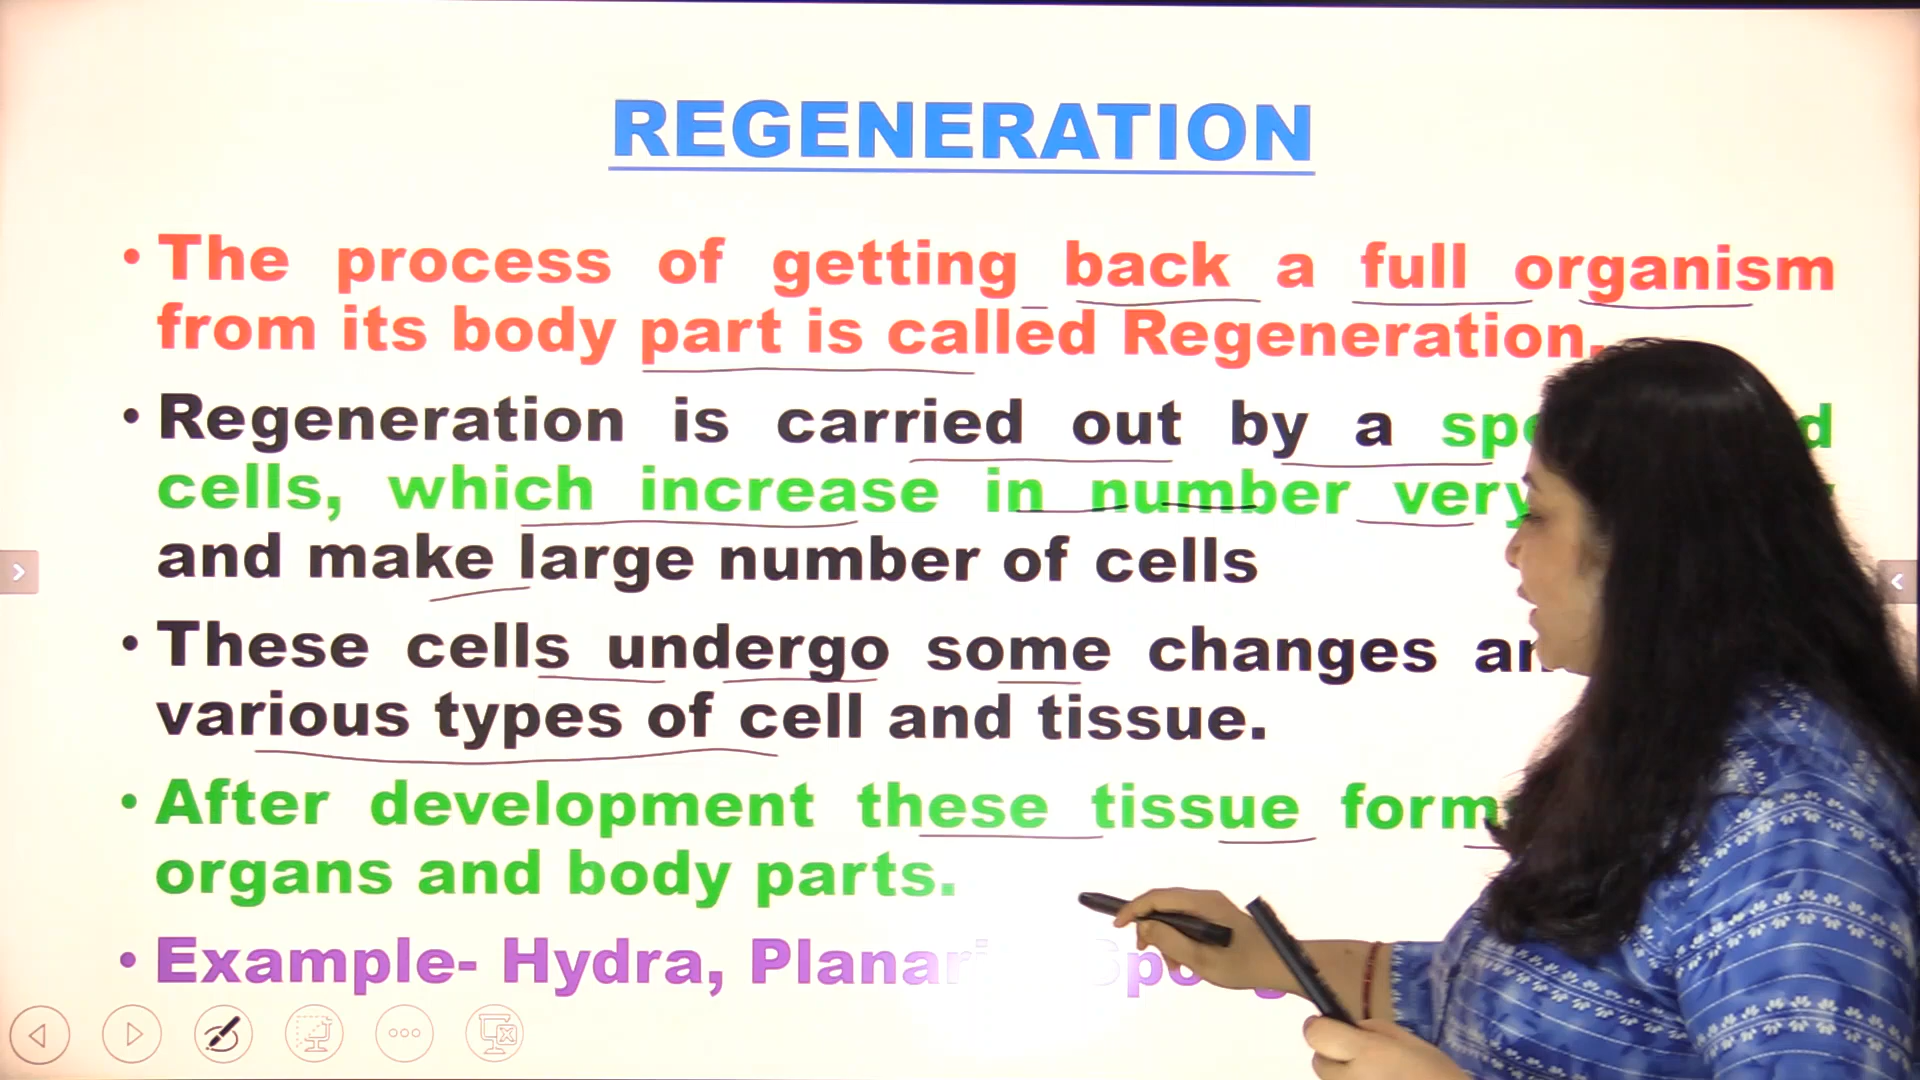 REGENERATION
• The process of getting back a full organism
from its body part is called Regeneration.
• Regeneration is carried out by a
cells, which increase in number very
and make large number of cells
• These cells undergo some changes
various types of cell and tissue.
• After development these tissue form
organs and body parts.
• Example- Hydra,